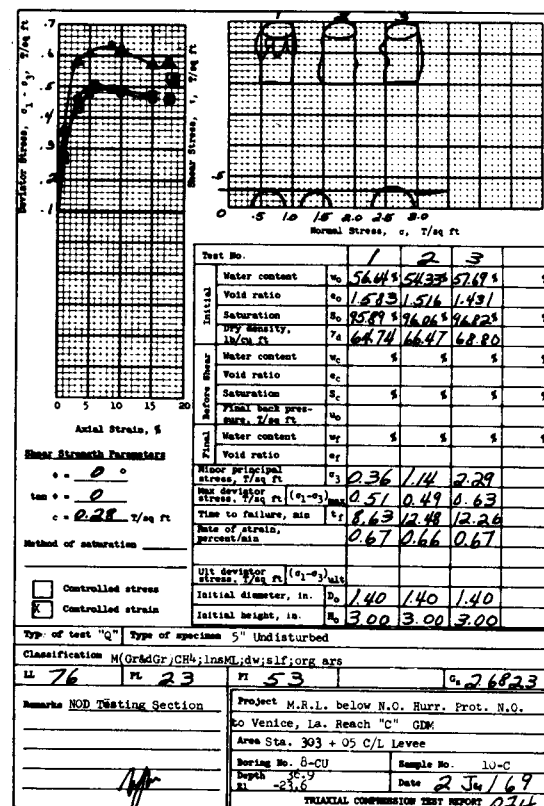 .7
.6
.5
.4
.3
.2
.1
Deviator Stress, σ1 - σ3, T/sq ft
0 5 10 15 20
Axial Strain, %
1 2 3
Shear Stress, τ, T/sq ft
.5
0 .5 1.0 1.5 2.0 2.5 3.0
Normal Stress, σ, T/sq ft
Shear Strength Parameters
φ = 0 °
tan φ = 0
c = 0.28 T/sq ft
Method of saturation
Controlled stress
X Controlled strain
Test No. 1 2 3
Initial
Water content w0 56.64 % 54.33 % 57.69 % %
Void ratio e0 1.583 1.516 1.431
Saturation S0 95.89 % 96.06 % 96.82 % %
Dry density, lb/cu ft γd 64.74 66.47 68.80
Before Shear
Water content wc % % % %
Void ratio ec
Saturation Sc % % % %
Final back pressure, T/sq ft u0
Final
Water content wf % % % %
Void ratio ef
Minor principal stress, T/sq ft σ3 0.36 1.14 2.29
Max deviator stress, T/sq ft (σ1-σ3)max 0.51 0.49 0.63
Time to failure, min tf 8.63 12.48 12.26
Rate of strain, percent/min 0.67 0.66 0.67
Ult deviator stress, T/sq ft (σ1-σ3)ult
Initial diameter, in. D0 1.40 1.40 1.40
Initial height, in. H0 3.00 3.00 3.00
Type of test "Q" Type of specimen 5" Undisturbed
Classification M(Gr&dGr)CH4;lnsML;dw;slf;org ars
LL 76 PL 23 PI 53 Gs 2.6823
Remarks NOD Testing Section
Project M.R.L. below N.O. Hurr. Prot. N.O.
to Venice, La. Reach "C" GDM
Area Sta. 303 + 05 C/L Levee
Boring No. 8-CU Sample No. 10-C
Depth 36.9
El -23.6 Date 2 Jul 69
TRIAXIAL COMPRESSION TEST REPORT